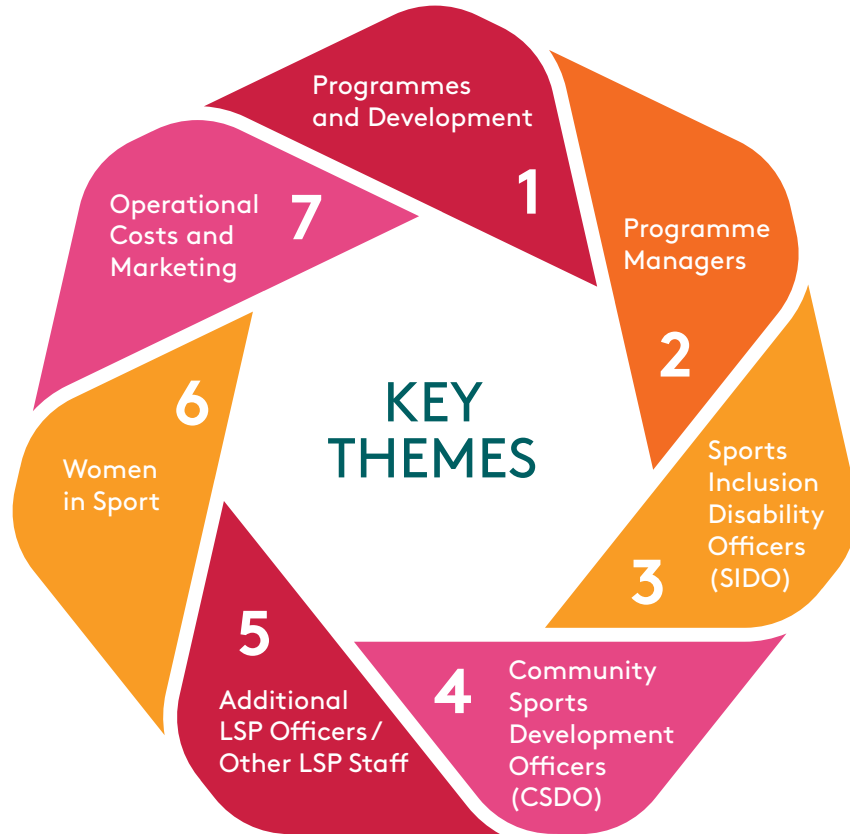 Programmes
and Development
1
Programme
Managers
2
Sports
Inclusion
Disability
Officers
(SIDO)
3
Community
Sports
Development
Officers
(CSDO)
4
5
Additional
LSP Officers /
Other LSP Staff
6
Women
in Sport
Operational
Costs and
Marketing
7
KEY
THEMES